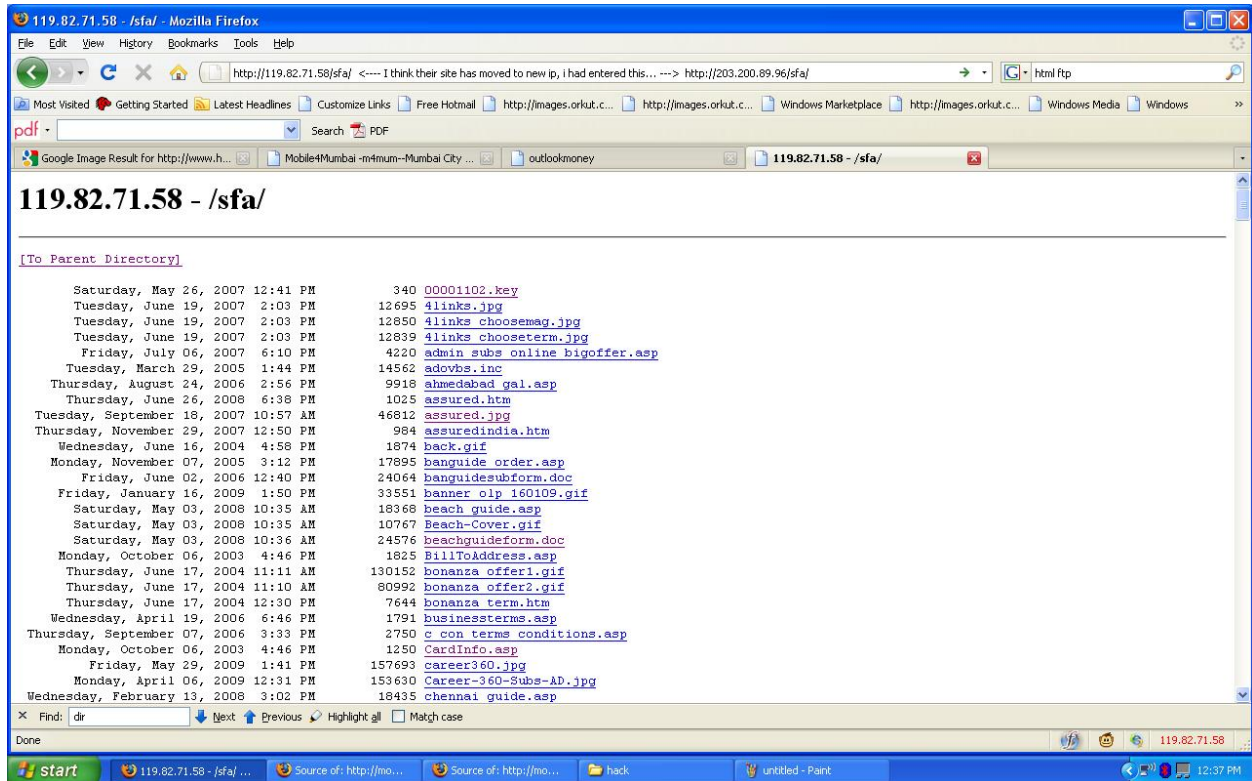 119.82.71.58 - /sfa/ - Mozilla Firefox
File Edit View History Bookmarks Tools Help
http://119.82.71.58/sfa/ <---- I think their site has moved to new ip, i had entered this... ---> http://203.200.89.96/sfa/ html ftp
Most Visited Getting Started Latest Headlines Customize Links Free Hotmail http://images.orkut.c... http://images.orkut.c... Windows Marketplace http://images.orkut.c... Windows Media Windows »
pdf Search PDF
Google Image Result for http://www.h... Mobile4Mumbai -m4mum--Mumbai City ... outlookmoney 119.82.71.58 - /sfa/
119.82.71.58 - /sfa/
[To Parent Directory]
Saturday, May 26, 2007 12:41 PM 340 00001102.key
Tuesday, June 19, 2007 2:03 PM 12695 4links.jpg
Tuesday, June 19, 2007 2:03 PM 12850 4links choosemag.jpg
Tuesday, June 19, 2007 2:03 PM 12839 4links chooseterm.jpg
Friday, July 06, 2007 6:10 PM 4220 admin subs online bigoffer.asp
Tuesday, March 29, 2005 1:44 PM 14562 adovbs.inc
Thursday, August 24, 2006 2:56 PM 9918 ahmedabad gal.asp
Thursday, June 26, 2008 6:38 PM 1025 assured.htm
Tuesday, September 18, 2007 10:57 AM 46812 assured.jpg
Thursday, November 29, 2007 12:50 PM 984 assuredindia.htm
Wednesday, June 16, 2004 4:58 PM 1874 back.gif
Monday, November 07, 2005 3:12 PM 17895 banguide order.asp
Friday, June 02, 2006 12:40 PM 24064 banguidesubform.doc
Friday, January 16, 2009 1:50 PM 33551 banner olp 160109.gif
Saturday, May 03, 2008 10:35 AM 18368 beach guide.asp
Saturday, May 03, 2008 10:35 AM 10767 Beach-Cover.gif
Saturday, May 03, 2008 10:36 AM 24576 beachguideform.doc
Monday, October 06, 2003 4:46 PM 1825 BillToAddress.asp
Thursday, June 17, 2004 11:11 AM 130152 bonanza offer1.gif
Thursday, June 17, 2004 11:10 AM 80992 bonanza offer2.gif
Thursday, June 17, 2004 12:30 PM 7644 bonanza term.htm
Wednesday, April 19, 2006 6:46 PM 1791 businessterms.asp
Thursday, September 07, 2006 3:33 PM 2750 c con terms conditions.asp
Monday, October 06, 2003 4:46 PM 1250 CardInfo.asp
Friday, May 29, 2009 1:41 PM 157693 career360.jpg
Monday, April 06, 2009 12:31 PM 153630 Career-360-Subs-AD.jpg
Wednesday, February 13, 2008 3:02 PM 18435 chennai guide.asp
Find: dir Next Previous Highlight all Match case
Done 119.82.71.58
start 119.82.71.58 - /sfa/ ... Source of: http://mo... Source of: http://mo... hack untitled - Paint 12:37 PM